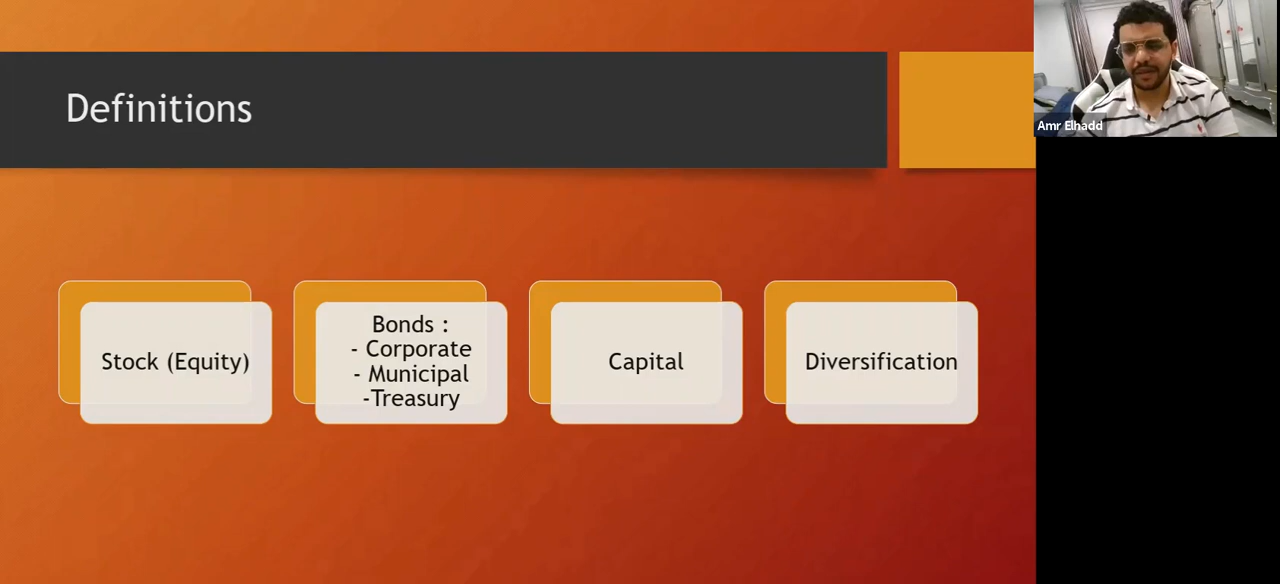 Definitions
Stock (Equity)
Bonds :
- Corporate
- Municipal
-Treasury
Capital
Diversification
Amr Elhadd